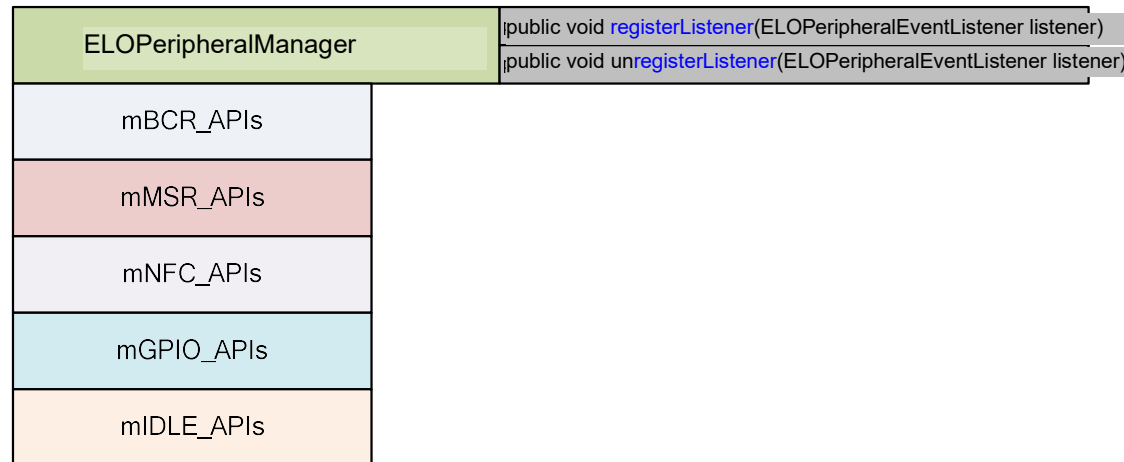 ELOPeripheralManager
public void registerListener(ELOPeripheralEventListener listener)
public void unregisterListener(ELOPeripheralEventListener listener)
mBCR_APIs
mMSR_APIs
mNFC_APIs
mGPIO_APIs
mIDLE_APIs